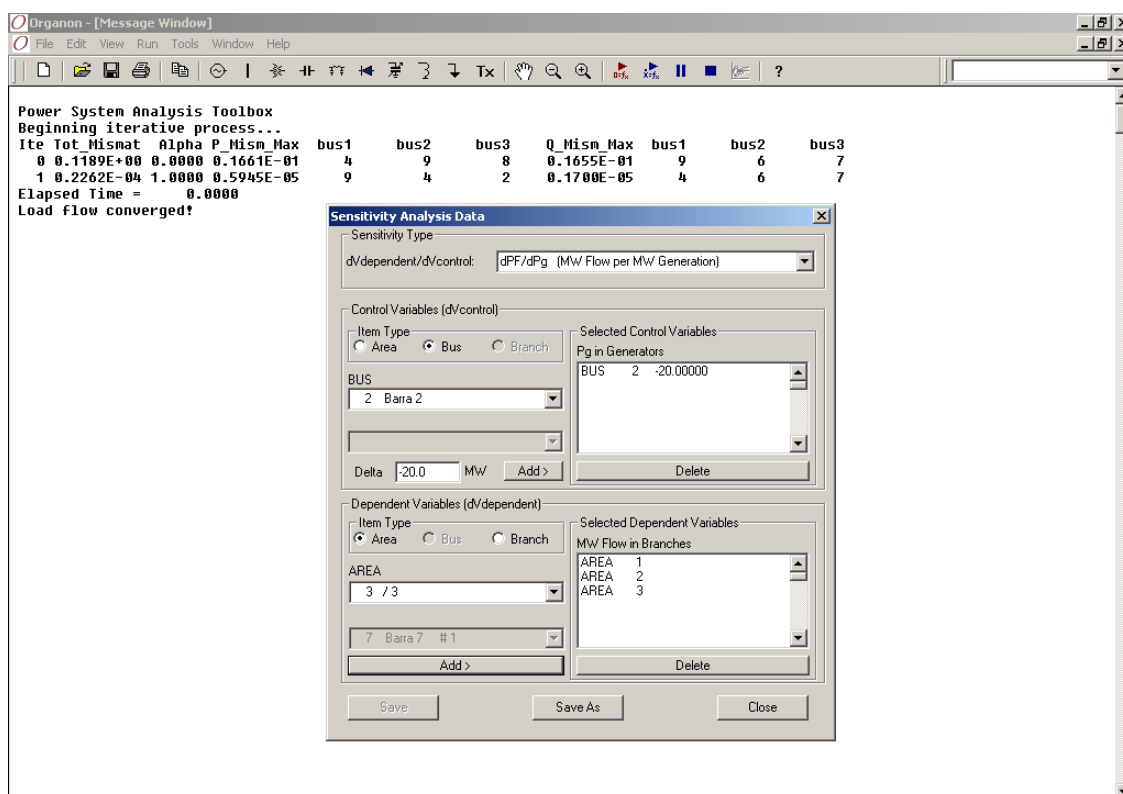 Organon - [Message Window]
File Edit View Run Tools Window Help
Tx ?
Power System Analysis Toolbox
Beginning iterative process...
Ite Tot_Mismat Alpha P_Mism_Max bus1 bus2 bus3 Q_Mism_Max bus1 bus2 bus3
0 0.1189E+00 0.0000 0.1661E-01 4 9 8 0.1655E-01 9 6 7
1 0.2262E-04 1.0000 0.5945E-05 9 4 2 0.1700E-05 4 6 7
Elapsed Time = 0.0000
Load flow converged!
Sensitivity Analysis Data
Sensitivity Type
dVdependent/dVcontrol: dPF/dPg (MW Flow per MW Generation)
Control Variables (dVcontrol)
Item Type
Area Bus Branch
BUS
2 Barra 2
Delta -20.0 MW Add >
Selected Control Variables
Pg in Generators
BUS 2 -20.00000
Delete
Dependent Variables (dVdependent)
Item Type
Area Bus Branch
AREA
3 / 3
7 Barra 7 # 1
Add >
Selected Dependent Variables
MW Flow in Branches
AREA 1
AREA 2
AREA 3
Delete
Save Save As Close